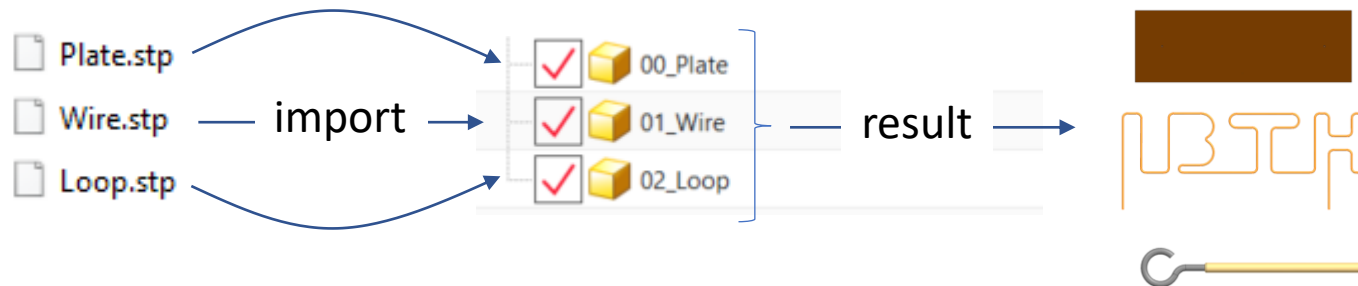 Plate.stp
Wire.stp
Loop.stp
import
00_Plate
01_Wire
02_Loop
result